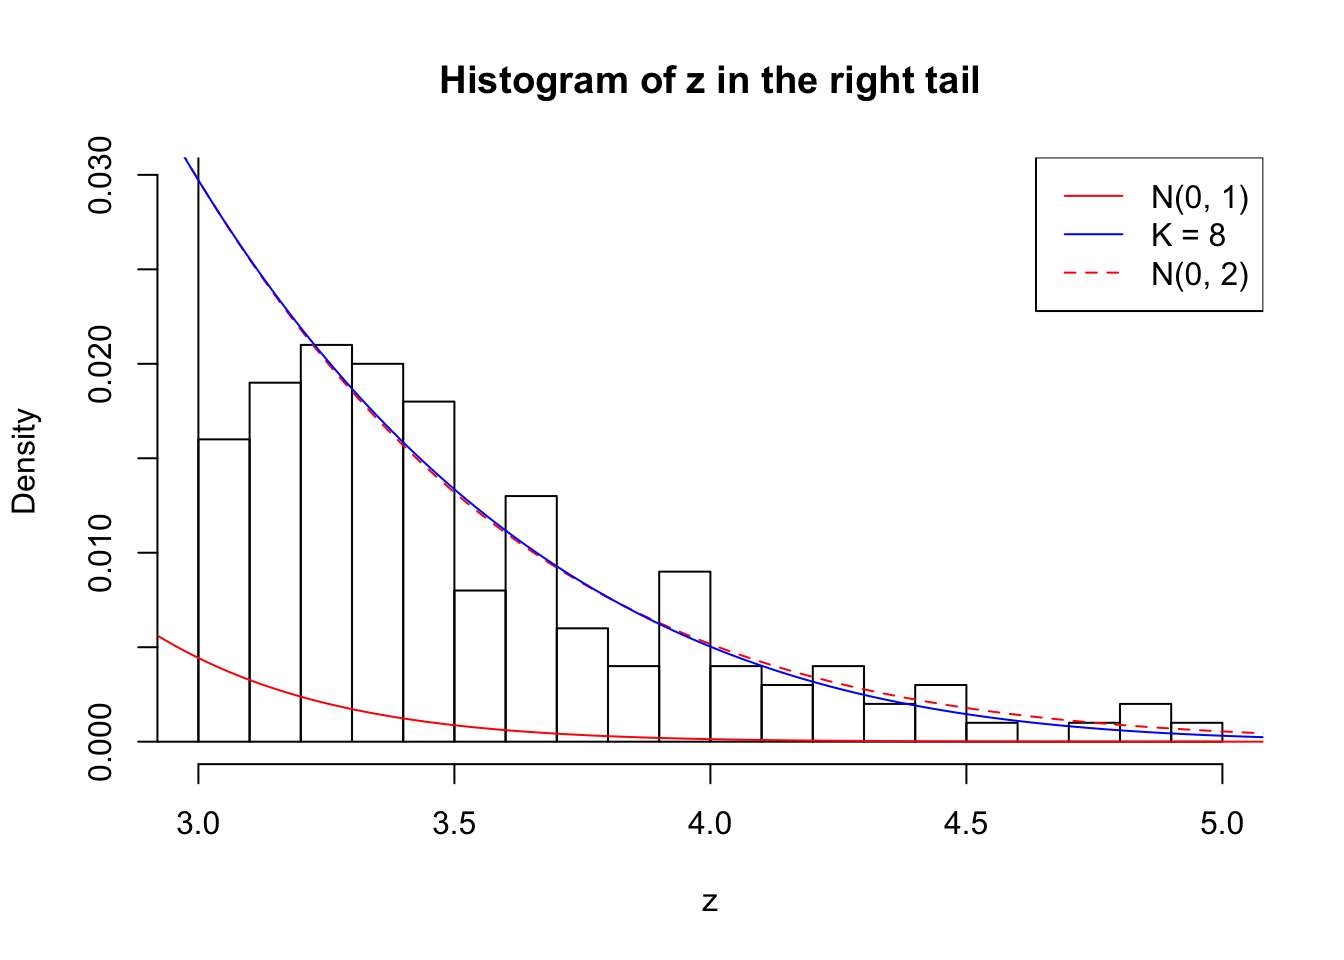 Histogram of z in the right tail
N(0, 1)
K = 8
N(0, 2)
Density
0.030
0.020
0.010
0.000
3.0 3.5 4.0 4.5 5.0
z